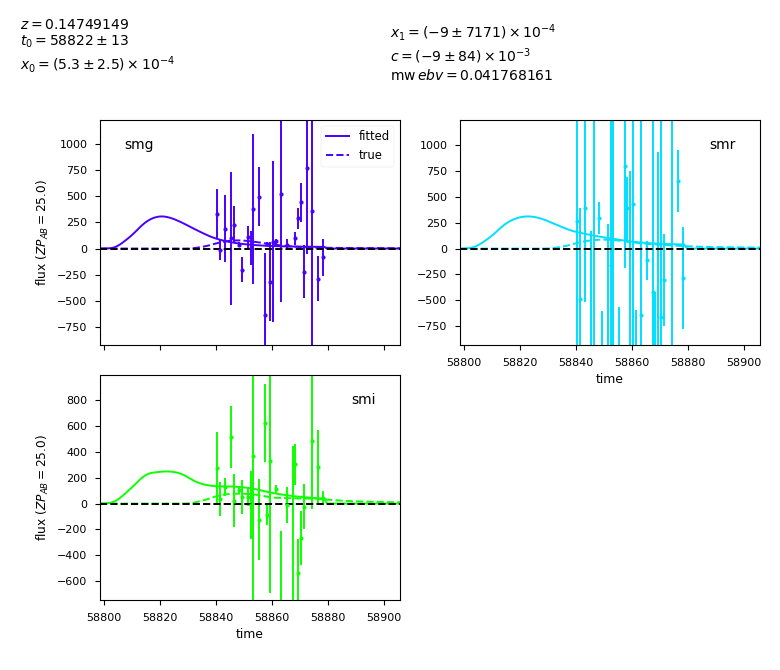 z = 0.14749149
t₀ = 58822 ± 13
x₀ = (5.3 ± 2.5) × 10⁻⁴
x₁ = (−9 ± 7171) × 10⁻⁴
c = (−9 ± 84) × 10⁻³
mw ebv = 0.041768161
smg
fitted
true
1000
750
500
250
0
−250
−500
−750
flux (ZP_AB = 25.0)
smr
1000
750
500
250
0
−250
−500
−750
58800 58820 58840 58860 58880 58900
time
smi
800
600
400
200
0
−200
−400
−600
flux (ZP_AB = 25.0)
58800 58820 58840 58860 58880 58900
time